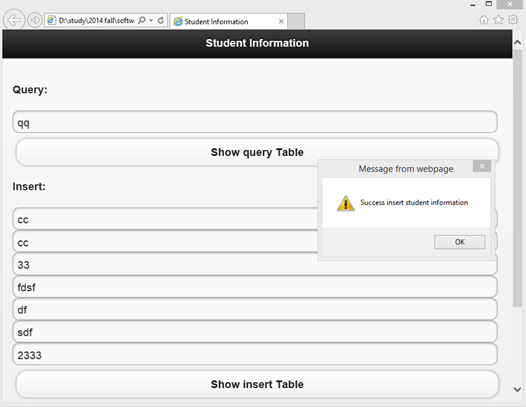 D:\study\2014 fall\softw
Student Information
Student Information
Query:
qq
Show query Table
Message from webpage
Success insert student information
OK
Insert:
cc
cc
33
fdsf
df
sdf
2333
Show insert Table